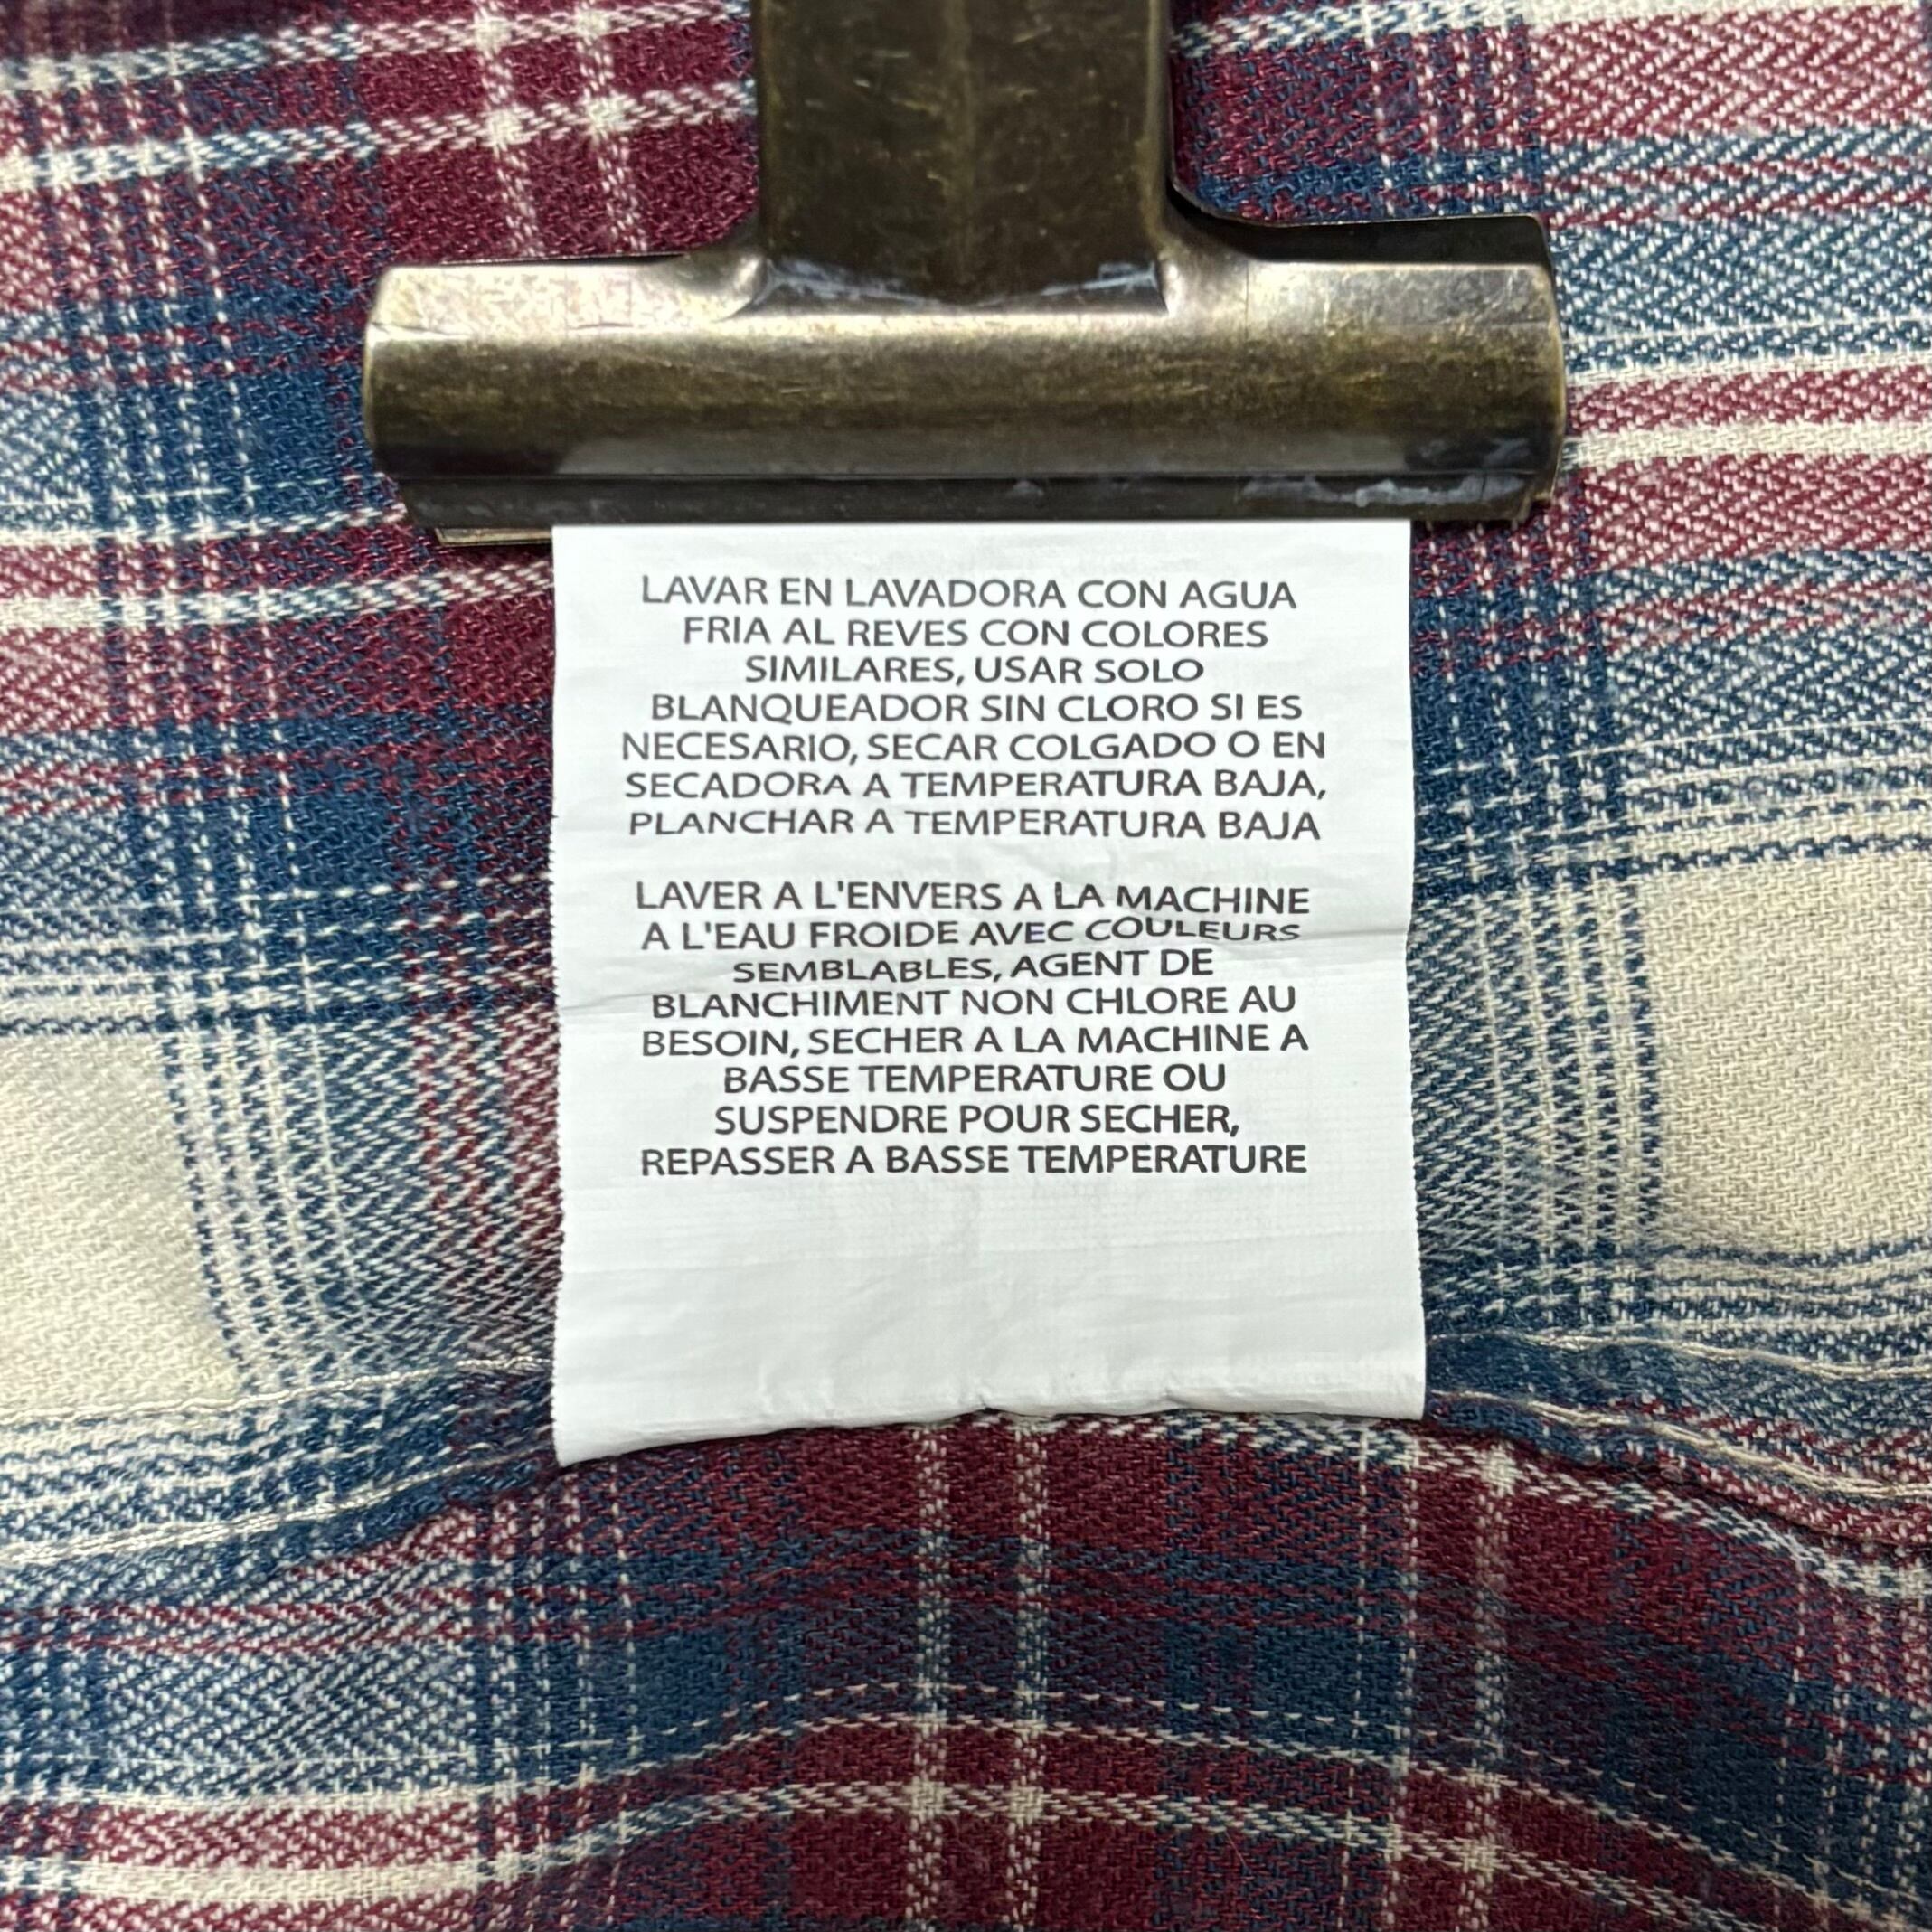 LAVAR EN LAVADORA CON AGUA
FRIA AL REVES CON COLORES
SIMILARES, USAR SOLO
BLANQUEADOR SIN CLORO SI ES
NECESARIO, SECAR COLGADO O EN
SECADORA A TEMPERATURA BAJA,
PLANCHAR A TEMPERATURA BAJA
LAVER A L'ENVERS A LA MACHINE
A L'EAU FROIDE AVEC COULEURS
SEMBLABLES, AGENT DE
BLANCHIMENT NON CHLORE AU
BESOIN, SECHER A LA MACHINE A
BASSE TEMPERATURE OU
SUSPENDRE POUR SECHER,
REPASSER A BASSE TEMPERATURE